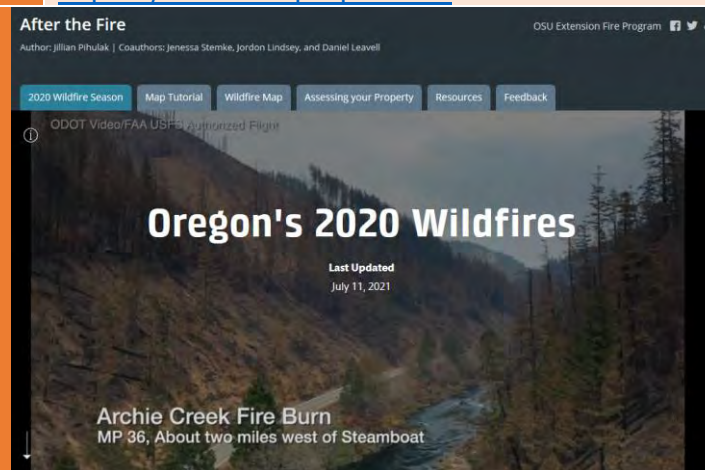 After the Fire
OSU Extension Fire Program
Author: Jillian Pihulak | Coauthors: Jenessa Stemke, Jordon Lindsey, and Daniel Leavell
2020 Wildfire Season Map Tutorial Wildfire Map Assessing your Property Resources Feedback
ODOT Video/FAA USFS Authorized Flight
Oregon's 2020 Wildfires
Last Updated
July 11, 2021
Archie Creek Fire Burn
MP 36, About two miles west of Steamboat